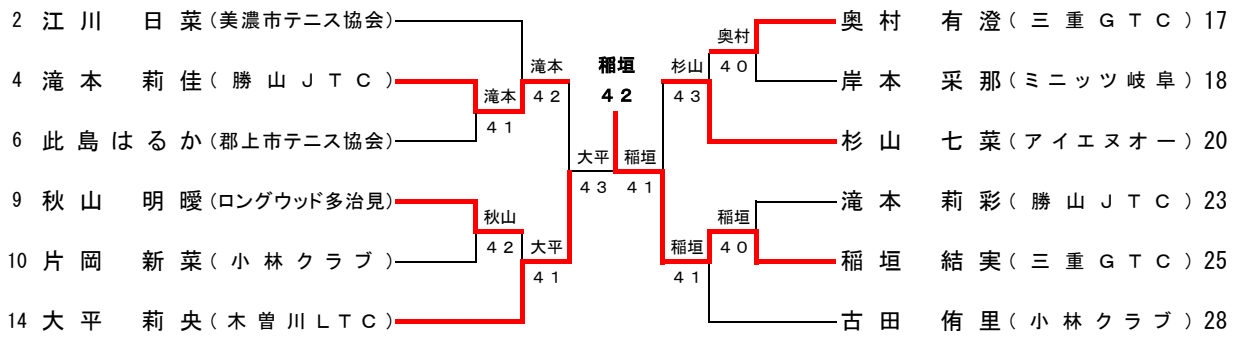 2 江川 日菜(美濃市テニス協会)
4 滝本 莉佳(勝山JTC)
6 此島はるか(郡上市テニス協会)
9 秋山 明曖(ロングウッド多治見)
10 片岡 新菜(小林クラブ)
14 大平 莉央(木曽川LTC)
滝本
41
秋山
42
滝本
42
大平
41
大平
43
稲垣
42
稲垣
41
杉山
43
稲垣
41
奥村
40
稲垣
40
奥村 有澄(三重GTC)17
岸本 采那(ミニッツ岐阜)18
杉山 七菜(アイエヌオー)20
滝本 莉彩(勝山JTC)23
稲垣 結実(三重GTC)25
古田 侑里(小林クラブ)28